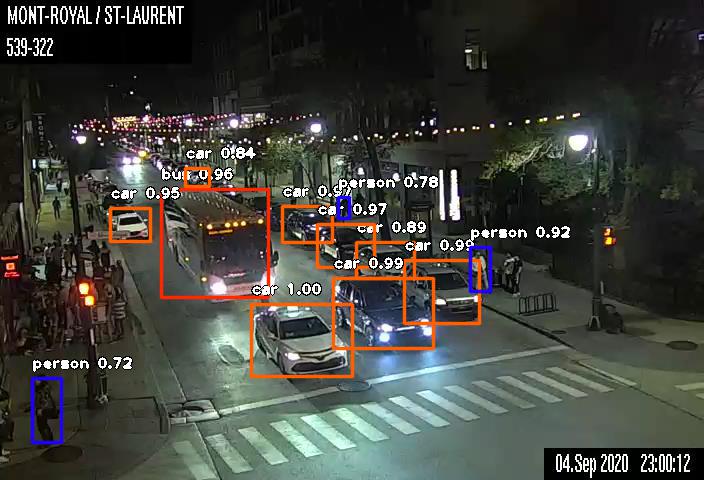 MONT-ROYAL / ST-LAURENT
539-322
car 0.84
bus 0.96
car 0.95
car 0.97
person 0.78
car 0.97
car 0.89
person 0.92
car 0.99
car 0.99
car 1.00
person 0.72
04.Sep 2020 23:00:12